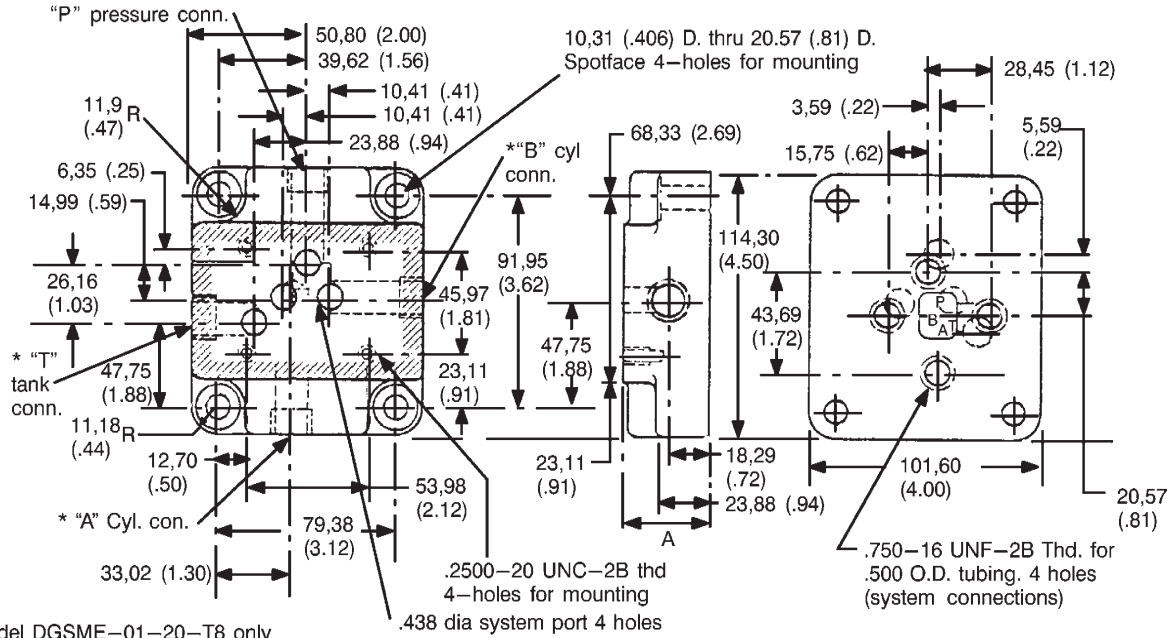 "P" pressure conn.
50,80 (2.00)
39,62 (1.56)
10,41 (.41)
10,41 (.41)
23,88 (.94)
10,31 (.406) D. thru 20.57 (.81) D.
Spotface 4–holes for mounting
11,9 R
(.47)
6,35 (.25)
14,99 (.59)
26,16
(1.03)
* "T"
tank
conn.
47,75
(1.88)
11,18 R
(.44)
12,70
(.50)
* "A" Cyl. con.
33,02 (1.30)
79,38
(3.12)
53,98
(2.12)
*"B" cyl
conn.
91,95
(3.62)
45,97
(1.81)
23,11
(.91)
.2500–20 UNC–2B thd
4–holes for mounting
.438 dia system port 4 holes
del DGSME–01–20–T8 only
68,33 (2.69)
114,30
(4.50)
47,75
(1.88)
23,11
(.91)
18,29
(.72)
23,88 (.94)
A
28,45 (1.12)
3,59 (.22)
15,75 (.62)
5,59
(.22)
43,69
(1.72)
P
B
A T
101,60
(4.00)
20,57
(.81)
.750–16 UNF–2B Thd. for
.500 O.D. tubing. 4 holes
(system connections)